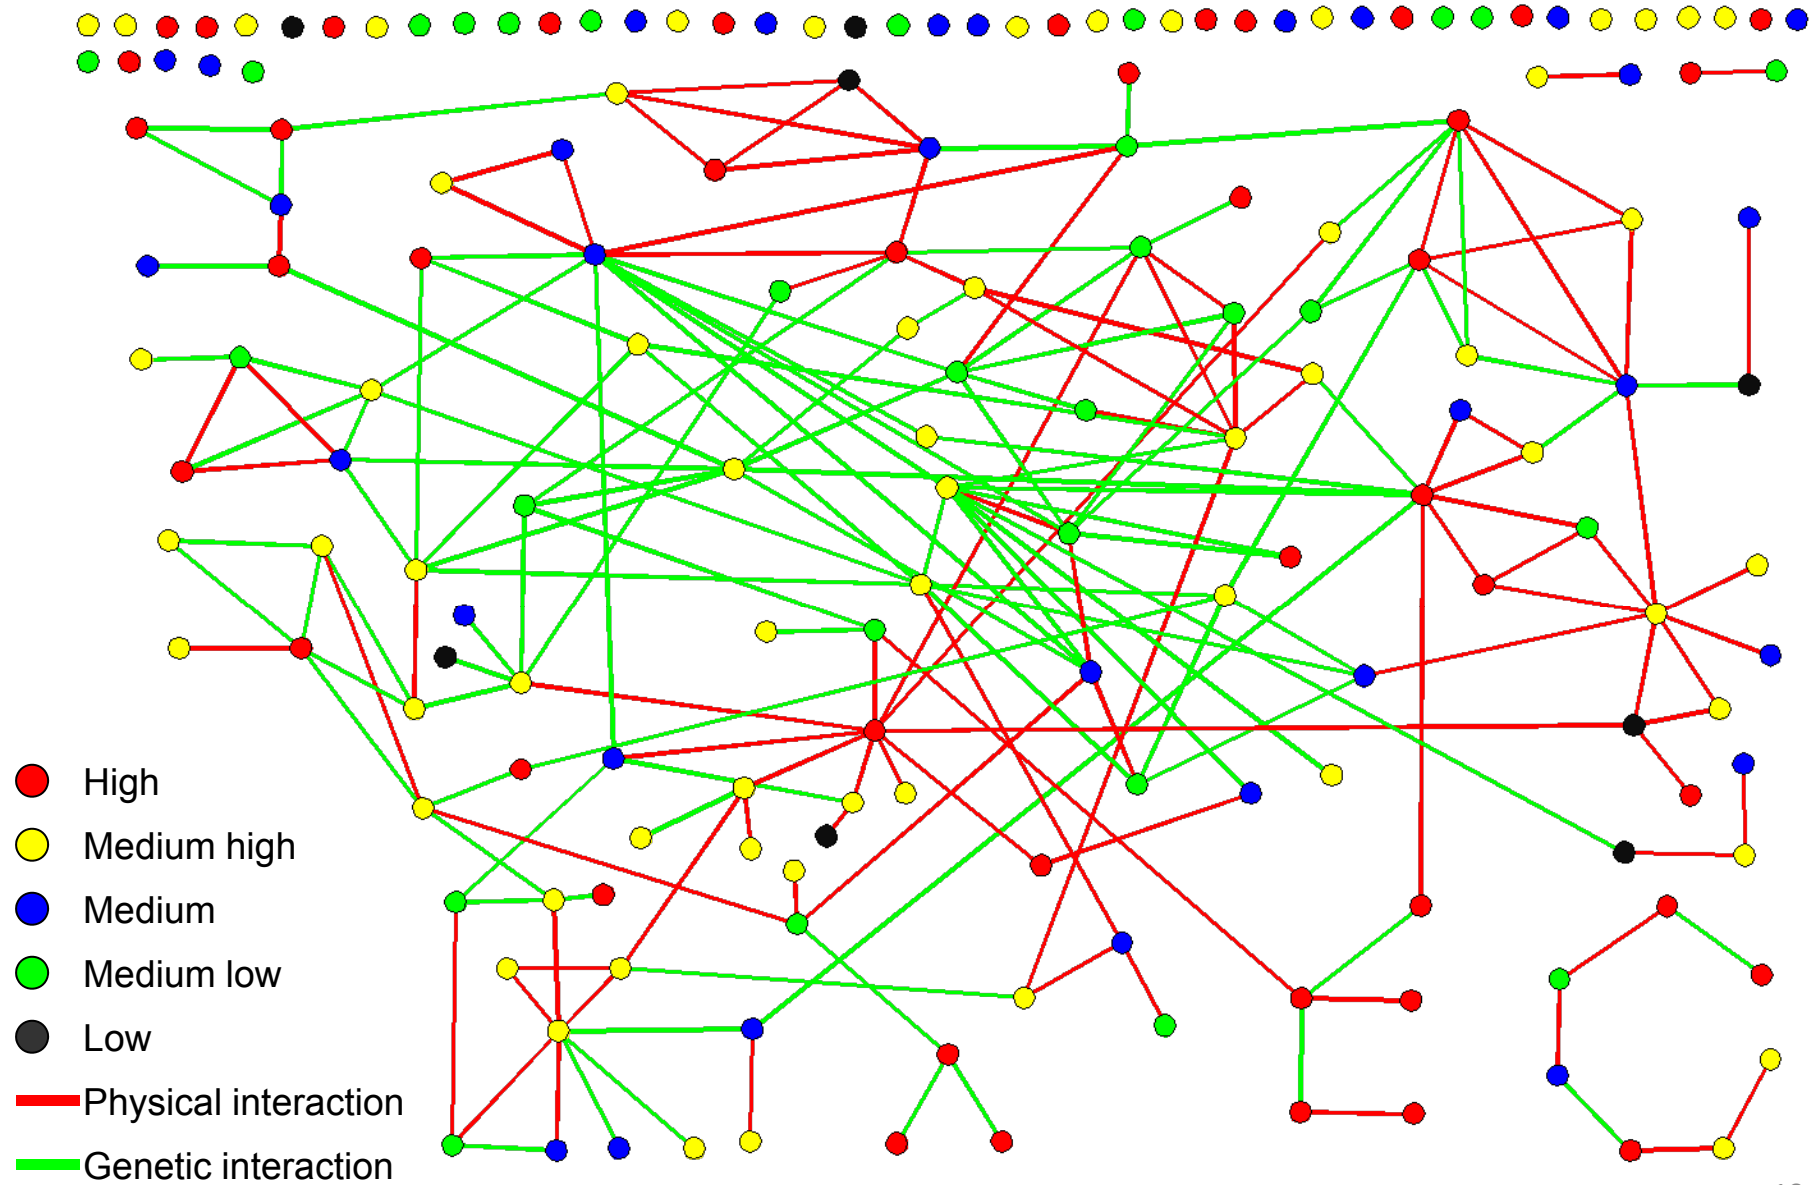 High
Medium high
Medium
Medium low
Low
Physical interaction
Genetic interaction